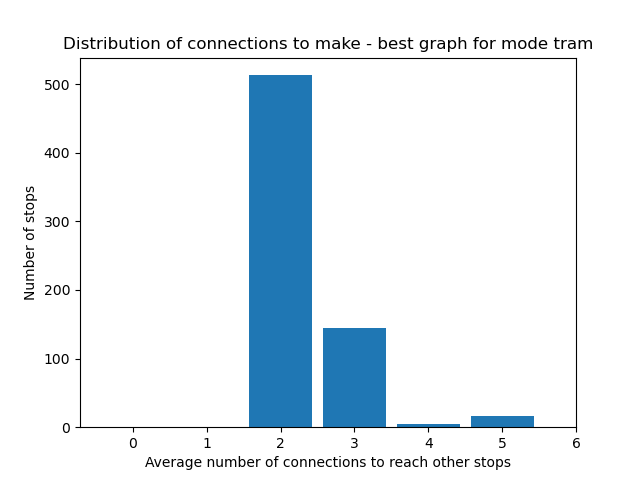 Distribution of connections to make - best graph for mode tram
Number of stops
500
400
300
200
100
0
0 1 2 3 4 5 6
Average number of connections to reach other stops